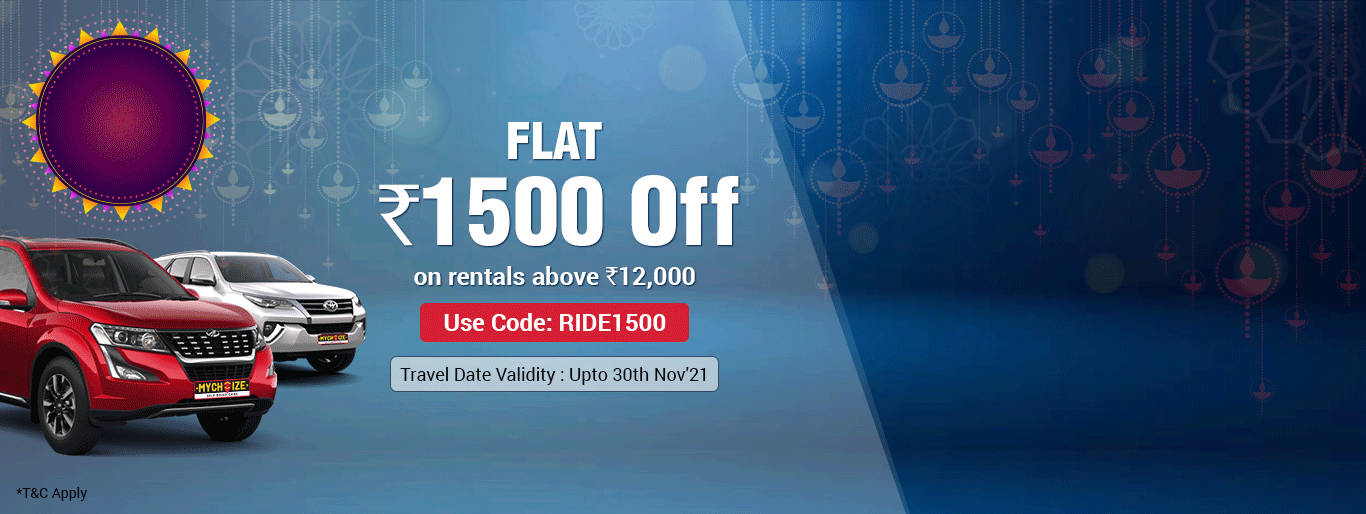 FLAT
₹1500 Off
on rentals above ₹12,000
Use Code: RIDE1500
Travel Date Validity : Upto 30th Nov'21
MYCHOIZE
SELF DRIVE CARS
MYCHOIZE
*T&C Apply